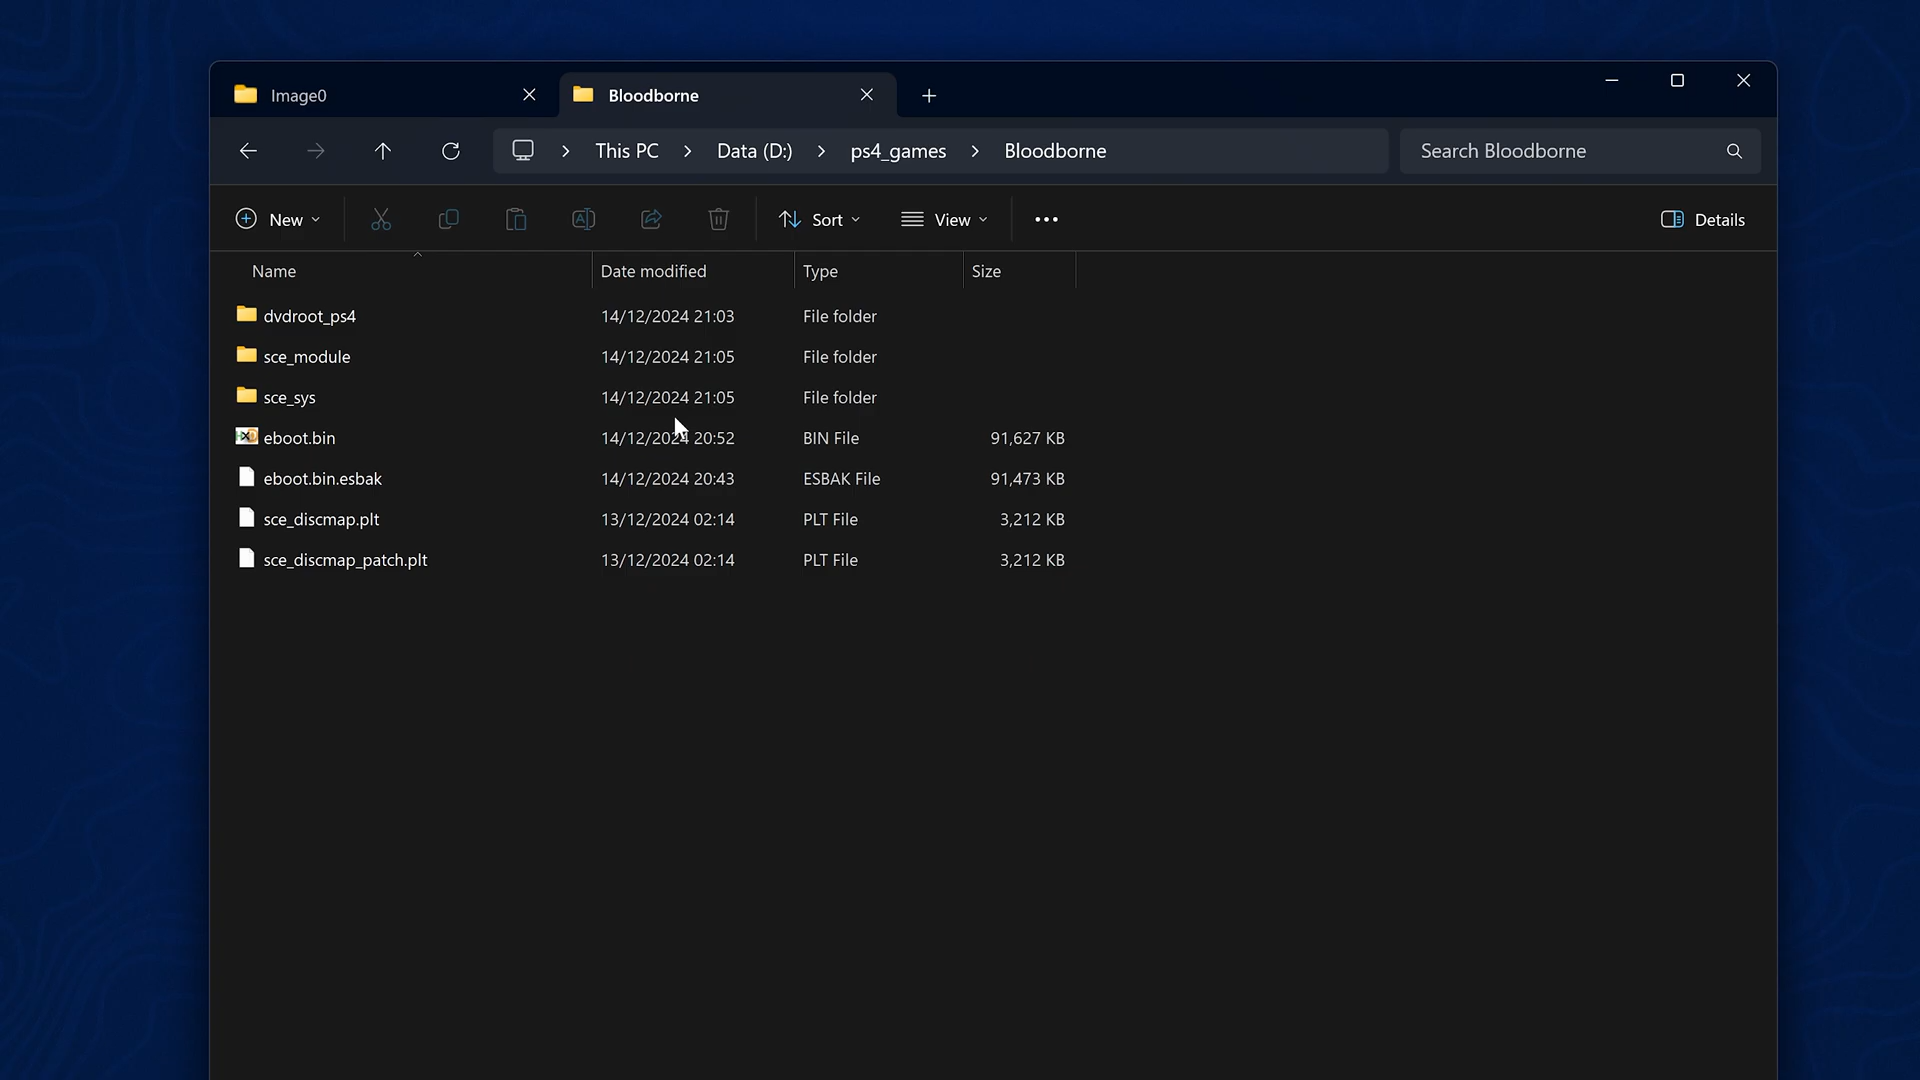 Image0
Bloodborne
This PC > Data (D:) > ps4_games > Bloodborne
Search Bloodborne
New Sort View ••• Details
Name Date modified Type Size
dvdroot_ps4 14/12/2024 21:03 File folder
sce_module 14/12/2024 21:05 File folder
sce_sys 14/12/2024 21:05 File folder
eboot.bin 14/12/2024 20:52 BIN File 91,627 KB
eboot.bin.esbak 14/12/2024 20:43 ESBAK File 91,473 KB
sce_discmap.plt 13/12/2024 02:14 PLT File 3,212 KB
sce_discmap_patch.plt 13/12/2024 02:14 PLT File 3,212 KB